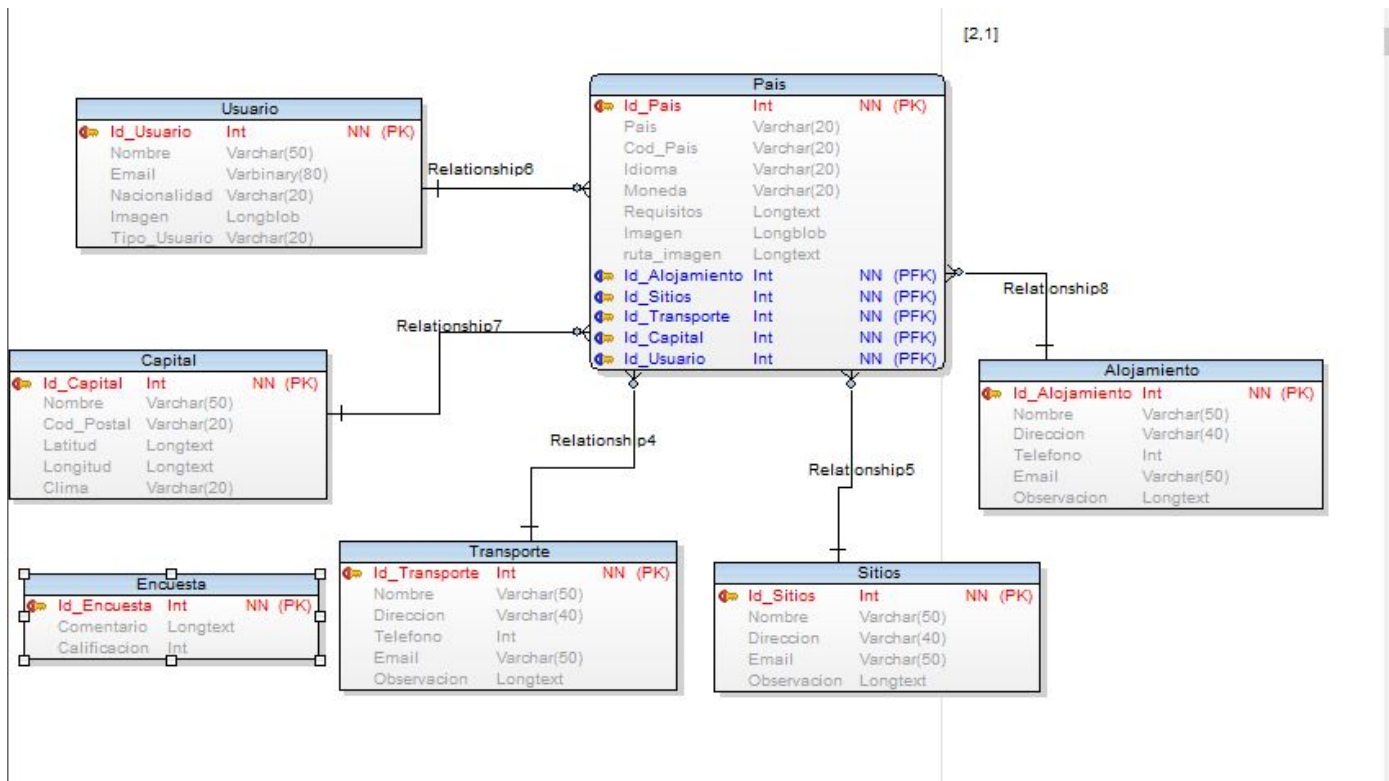 [2,1]
Usuario
Id_Usuario Int NN (PK)
Nombre Varchar(50)
Email Varbinary(80)
Nacionalidad Varchar(20)
Imagen Longblob
Tipo_Usuario Varchar(20)
Relationship6
Pais
Id_Pais Int NN (PK)
Pais Varchar(20)
Cod_Pais Varchar(20)
Idioma Varchar(20)
Moneda Varchar(20)
Requisitos Longtext
Imagen Longblob
ruta_imagen Longtext
Id_Alojamiento Int NN (PFK)
Id_Sitios Int NN (PFK)
Id_Transporte Int NN (PFK)
Id_Capital Int NN (PFK)
Id_Usuario Int NN (PFK)
Relationship8
Relationship7
Capital
Id_Capital Int NN (PK)
Nombre Varchar(50)
Cod_Postal Varchar(20)
Latitud Longtext
Longitud Longtext
Clima Varchar(20)
Alojamiento
Id_Alojamiento Int NN (PK)
Nombre Varchar(50)
Direccion Varchar(40)
Telefono Int
Email Varchar(50)
Observacion Longtext
Relationship4
Relationship5
Encuesta
Id_Encuesta Int NN (PK)
Comentario Longtext
Calificacion Int
Transporte
Id_Transporte Int NN (PK)
Nombre Varchar(50)
Direccion Varchar(40)
Telefono Int
Email Varchar(50)
Observacion Longtext
Sitios
Id_Sitios Int NN (PK)
Nombre Varchar(50)
Direccion Varchar(40)
Email Varchar(50)
Observacion Longtext